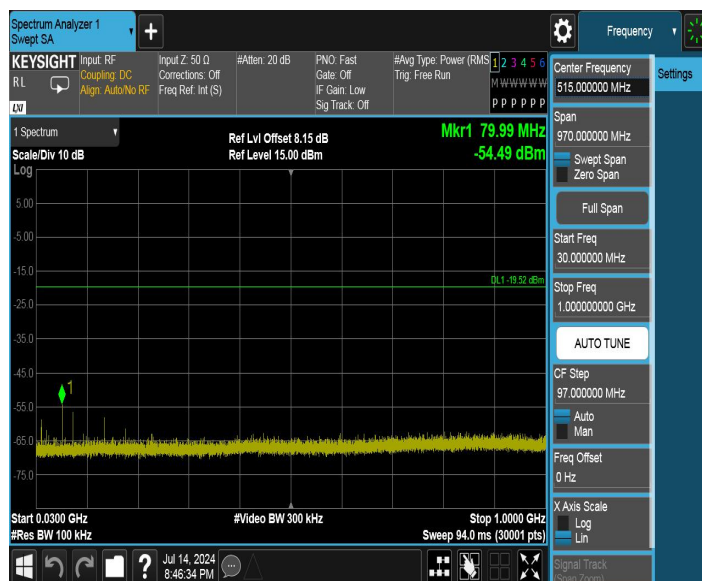 Spectrum Analyzer 1
Swept SA
+
Frequency
KEYSIGHT
R L
LXI
Input: RF
Coupling: DC
Align: Auto/No RF
Input Z: 50 Ω
Corrections: Off
Freq Ref: Int (S)
#Atten: 20 dB
PNO: Fast
Gate: Off
IF Gain: Low
Sig Track: Off
#Avg Type: Power (RMS
Trig: Free Run
1 2 3 4 5 6
M W W W W W
P P P P P P
1 Spectrum
Scale/Div 10 dB
Ref Lvl Offset 8.15 dB
Ref Level 15.00 dBm
Mkr1 79.99 MHz
-54.49 dBm
Log
5.00
-5.00
-15.0
DL1 -19.52 dBm
-25.0
-35.0
-45.0
1
-55.0
-65.0
-75.0
Start 0.0300 GHz
#Video BW 300 kHz
Stop 1.0000 GHz
#Res BW 100 kHz
Sweep 94.0 ms (30001 pts)
?
Jul 14, 2024
8:46:34 PM
Settings
Center Frequency
515.000000 MHz
Span
970.000000 MHz
Swept Span
Zero Span
Full Span
Start Freq
30.000000 MHz
Stop Freq
1.000000000 GHz
AUTO TUNE
CF Step
97.000000 MHz
Auto
Man
Freq Offset
0 Hz
X Axis Scale
Log
Lin
Signal Track
(Span Zoom)